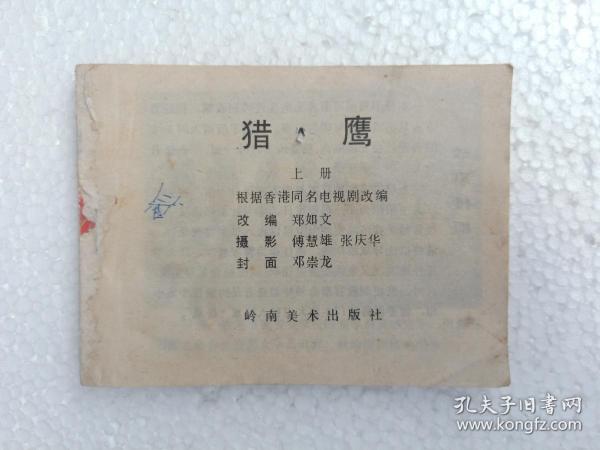 猎鹰
上册
根据香港同名电视剧改编
改编 郑如文
摄影 傅慧雄 张庆华
封面 邓崇龙
岭南美术出版社
孔夫子旧书网
www.kongfz.com